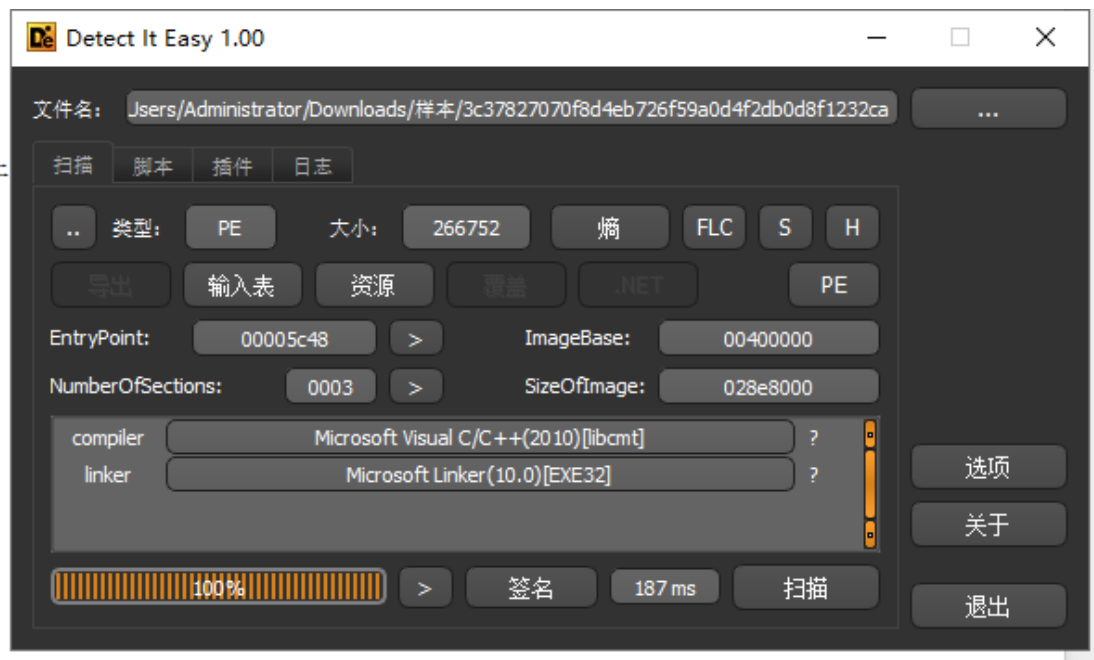 Detect It Easy 1.00
文件名: Jsers/Administrator/Downloads/样本/3c37827070f8d4eb726f59a0d4f2db0d8f1232ca ...
扫描 脚本 插件 日志
.. 类型: PE 大小: 266752 熵 FLC S H
导出 输入表 资源 覆盖 .NET PE
EntryPoint: 00005c48 > ImageBase: 00400000
NumberOfSections: 0003 > SizeOfImage: 028e8000
compiler Microsoft Visual C/C++(2010)[libcmt] ?
linker Microsoft Linker(10.0)[EXE32] ?
选项
关于
100% > 签名 187 ms 扫描
退出